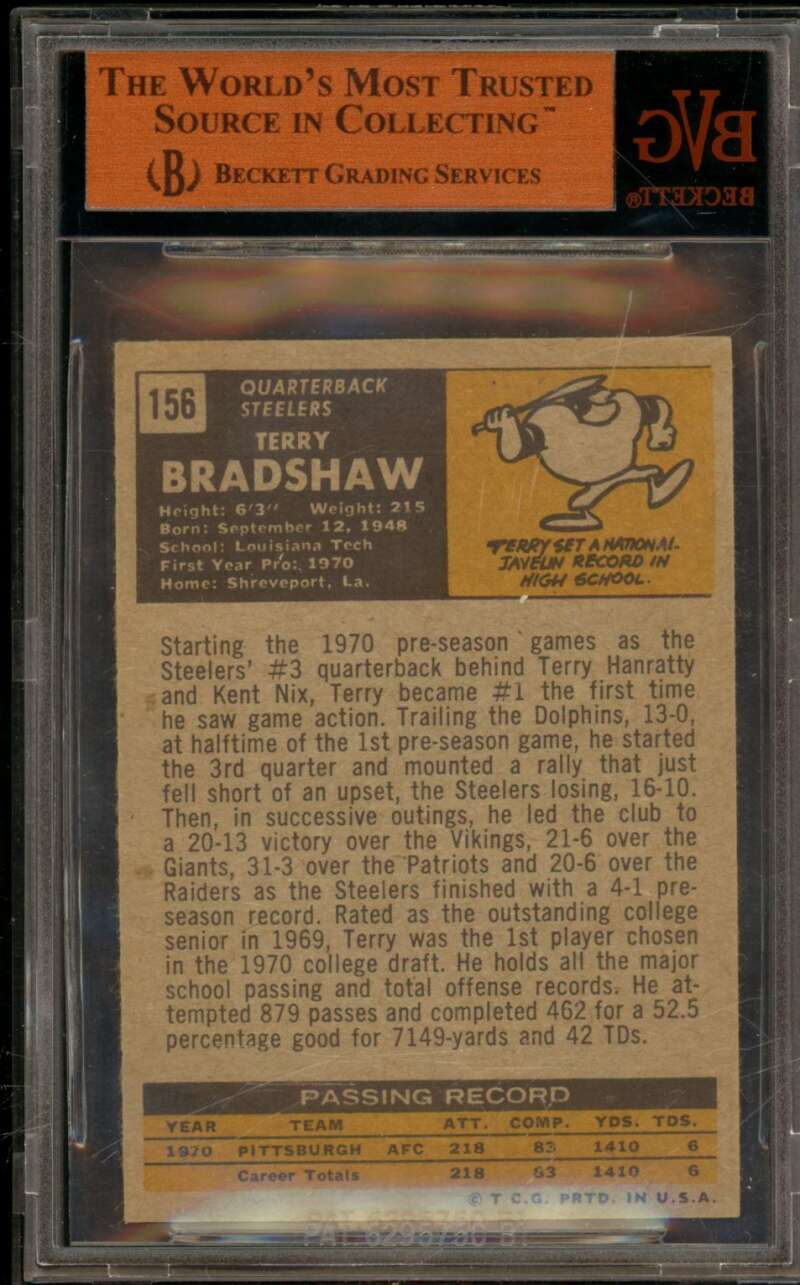 THE WORLD'S MOST TRUSTED
SOURCE IN COLLECTING™
(B) BECKETT GRADING SERVICES
BVG
BECKETT®
156
QUARTERBACK
STEELERS
TERRY
BRADSHAW
Height: 6'3" Weight: 215
Born: September 12, 1948
School: Louisiana Tech
First Year Pro: 1970
Home: Shreveport, La.
TERRY SET A NATIONAL
JAVELIN RECORD IN
HIGH SCHOOL.
Starting the 1970 pre-season games as the
Steelers' #3 quarterback behind Terry Hanratty
and Kent Nix, Terry became #1 the first time
he saw game action. Trailing the Dolphins, 13-0,
at halftime of the 1st pre-season game, he started
the 3rd quarter and mounted a rally that just
fell short of an upset, the Steelers losing, 16-10.
Then, in successive outings, he led the club to
a 20-13 victory over the Vikings, 21-6 over the
Giants, 31-3 over the Patriots and 20-6 over the
Raiders as the Steelers finished with a 4-1 pre-
season record. Rated as the outstanding college
senior in 1969, Terry was the 1st player chosen
in the 1970 college draft. He holds all the major
school passing and total offense records. He at-
tempted 879 passes and completed 462 for a 52.5
percentage good for 7149-yards and 42 TDs.
PASSING RECORD
YEAR TEAM ATT. COMP. YDS. TDS.
1970 PITTSBURGH AFC 218 83 1410 6
Career Totals 218 83 1410 6
© T.C.G. PRTD. IN U.S.A.
PAT. 6295750 B1